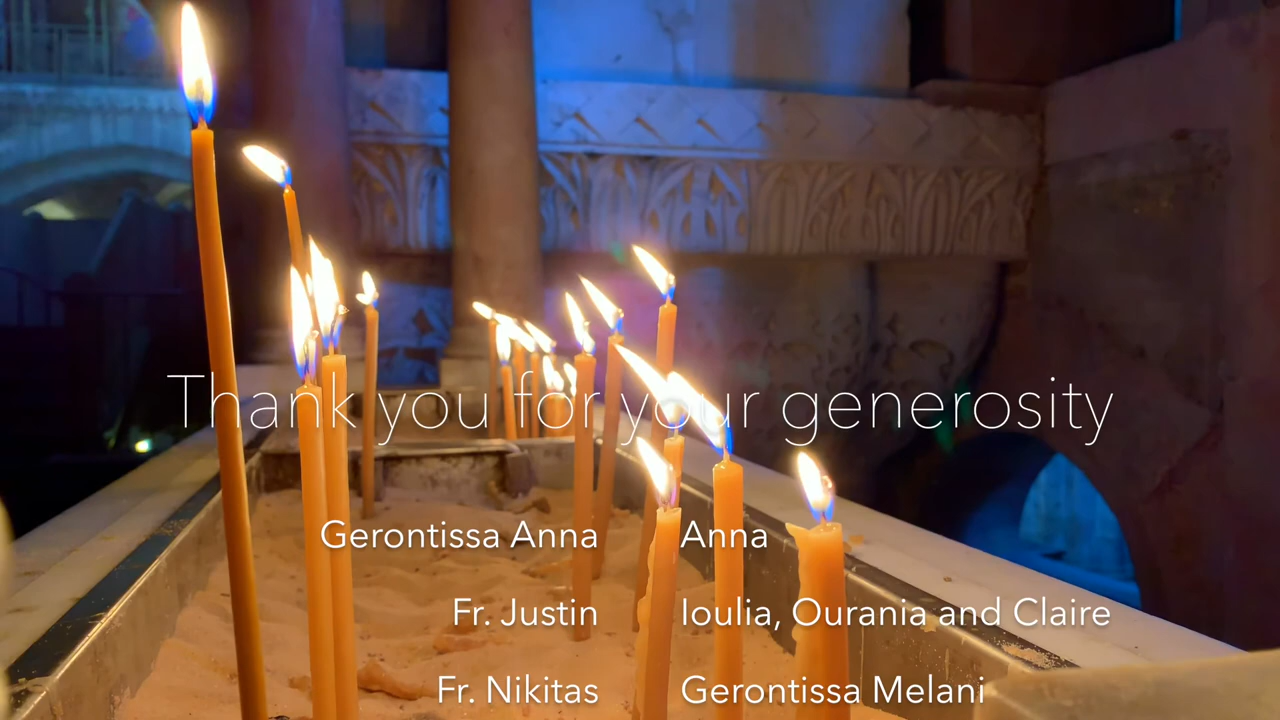 Thank you for your generosity
Gerontissa Anna Anna
Fr. Justin Ioulia, Ourania and Claire
Fr. Nikitas Gerontissa Melani